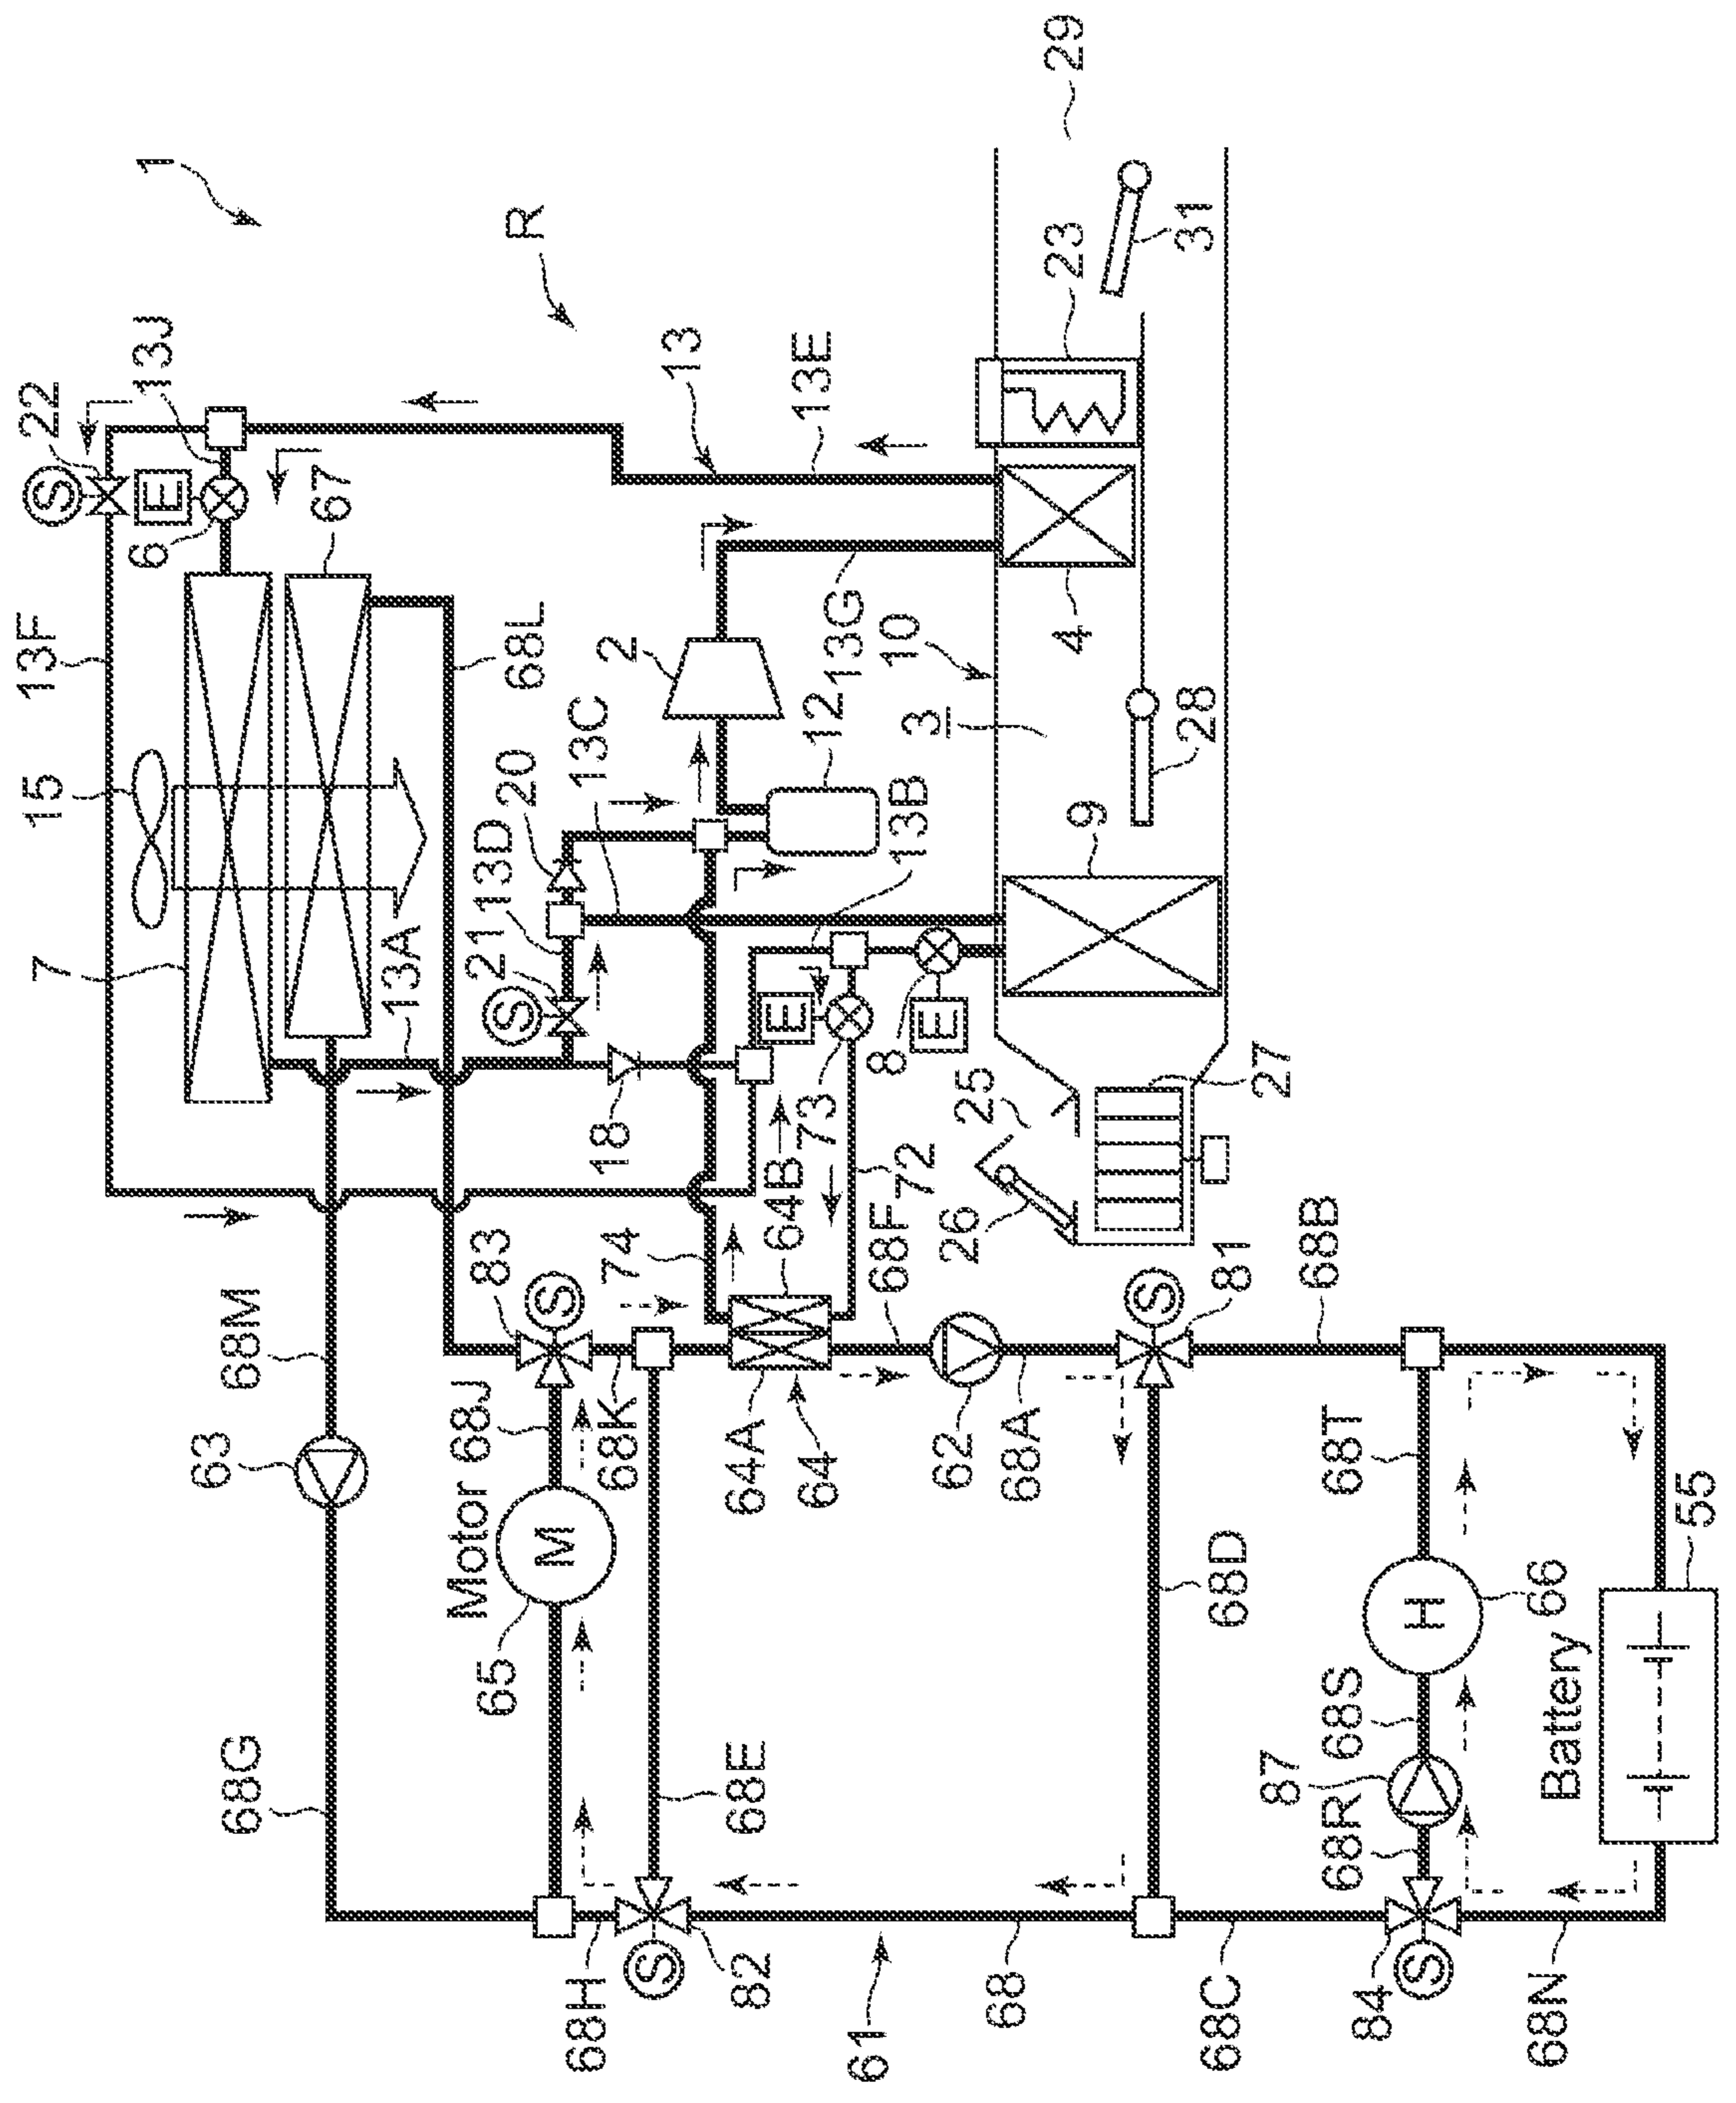 7
15
13F
22
S
6
E
13J
1
63
68G
68M
67
13A
65
Motor
68J
83
S
M
21
S
13D
20
68L
R
68H
68K
74
18
13C
2
13
S
82
68E
64A
64
64B
73
E
12
13G
13E
61
68F
72
8
13B
10
E
3
62
26
25
68
68A
9
4
23
29
S
68C
68D
81
27
28
31
87
68R
68S
68T
68B
84
S
H
68N
Battery
66
55